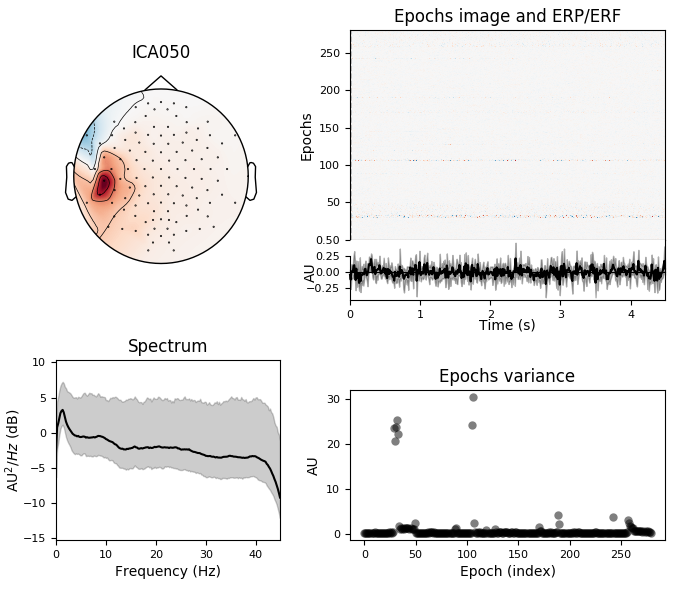 ICA050
Epochs image and ERP/ERF
Epochs
250
200
150
100
50
0.50
0.25
0.00
−0.25
AU
0 1 2 3 4
Time (s)
Spectrum
AU²/Hz (dB)
10
5
0
−5
−10
−15
0 10 20 30 40
Frequency (Hz)
Epochs variance
AU
30
20
10
0
0 50 100 150 200 250
Epoch (index)